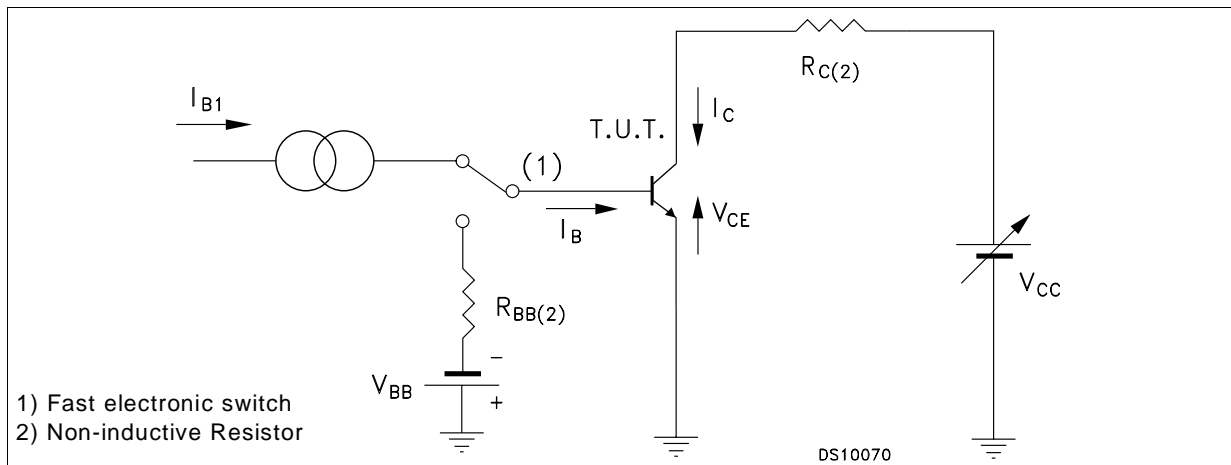 R_C(2)
I_B1
I_C
T.U.T.
(1)
V_CE
I_B
R_BB(2)
V_CC
−
V_BB
+
1) Fast electronic switch
2) Non-inductive Resistor
DS10070